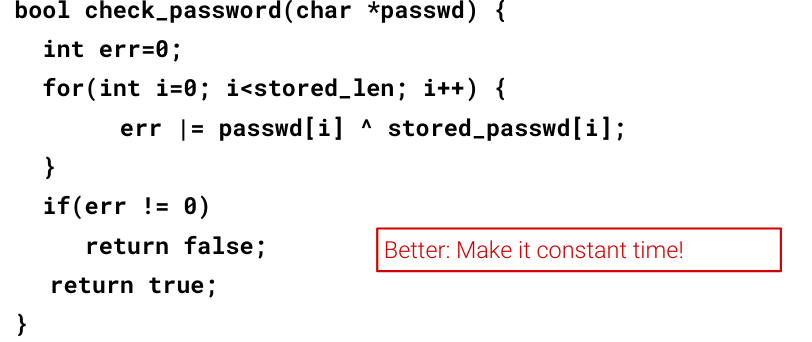 bool check_password(char *passwd) {
int err=0;
for(int i=0; i<stored_len; i++) {
err |= passwd[i] ^ stored_passwd[i];
}
if(err != 0)
return false;
Better: Make it constant time!
return true;
}